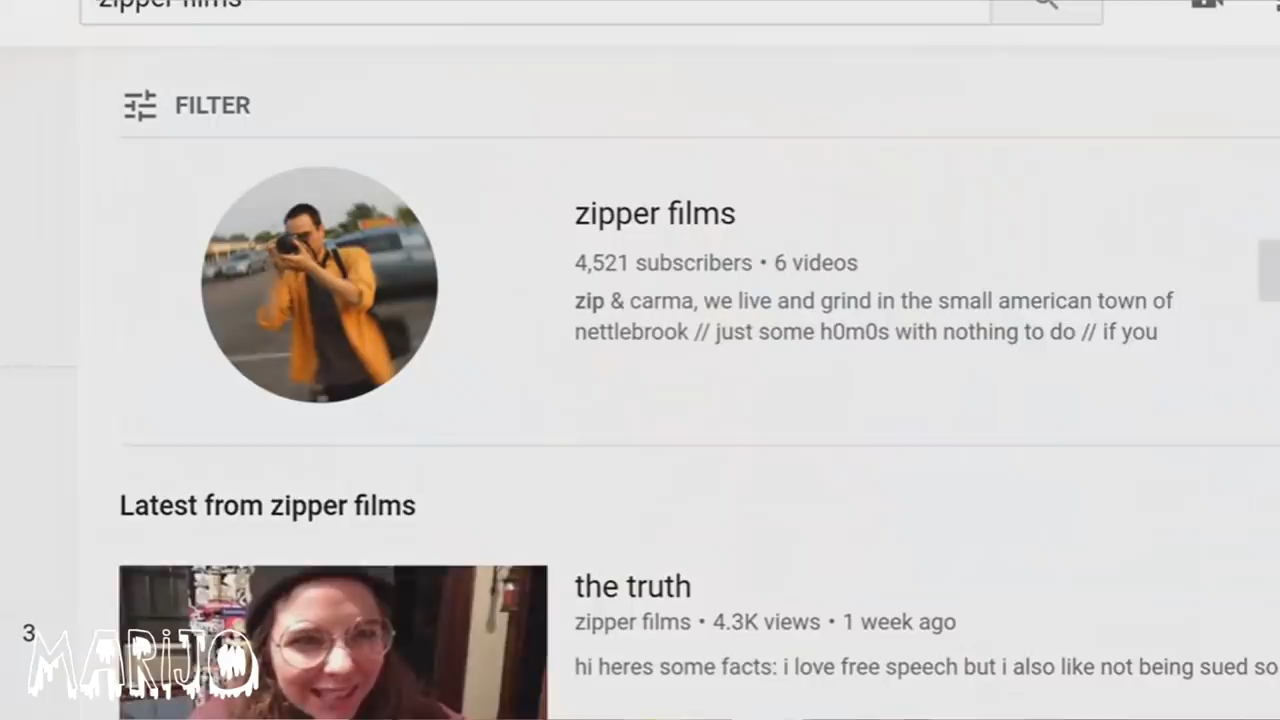 zipper films
FILTER
zipper films
4,521 subscribers • 6 videos
zip & carma, we live and grind in the small american town of
nettlebrook // just some h0m0s with nothing to do // if you
Latest from zipper films
the truth
zipper films • 4.3K views • 1 week ago
hi heres some facts: i love free speech but i also like not being sued so
3
MARiJO